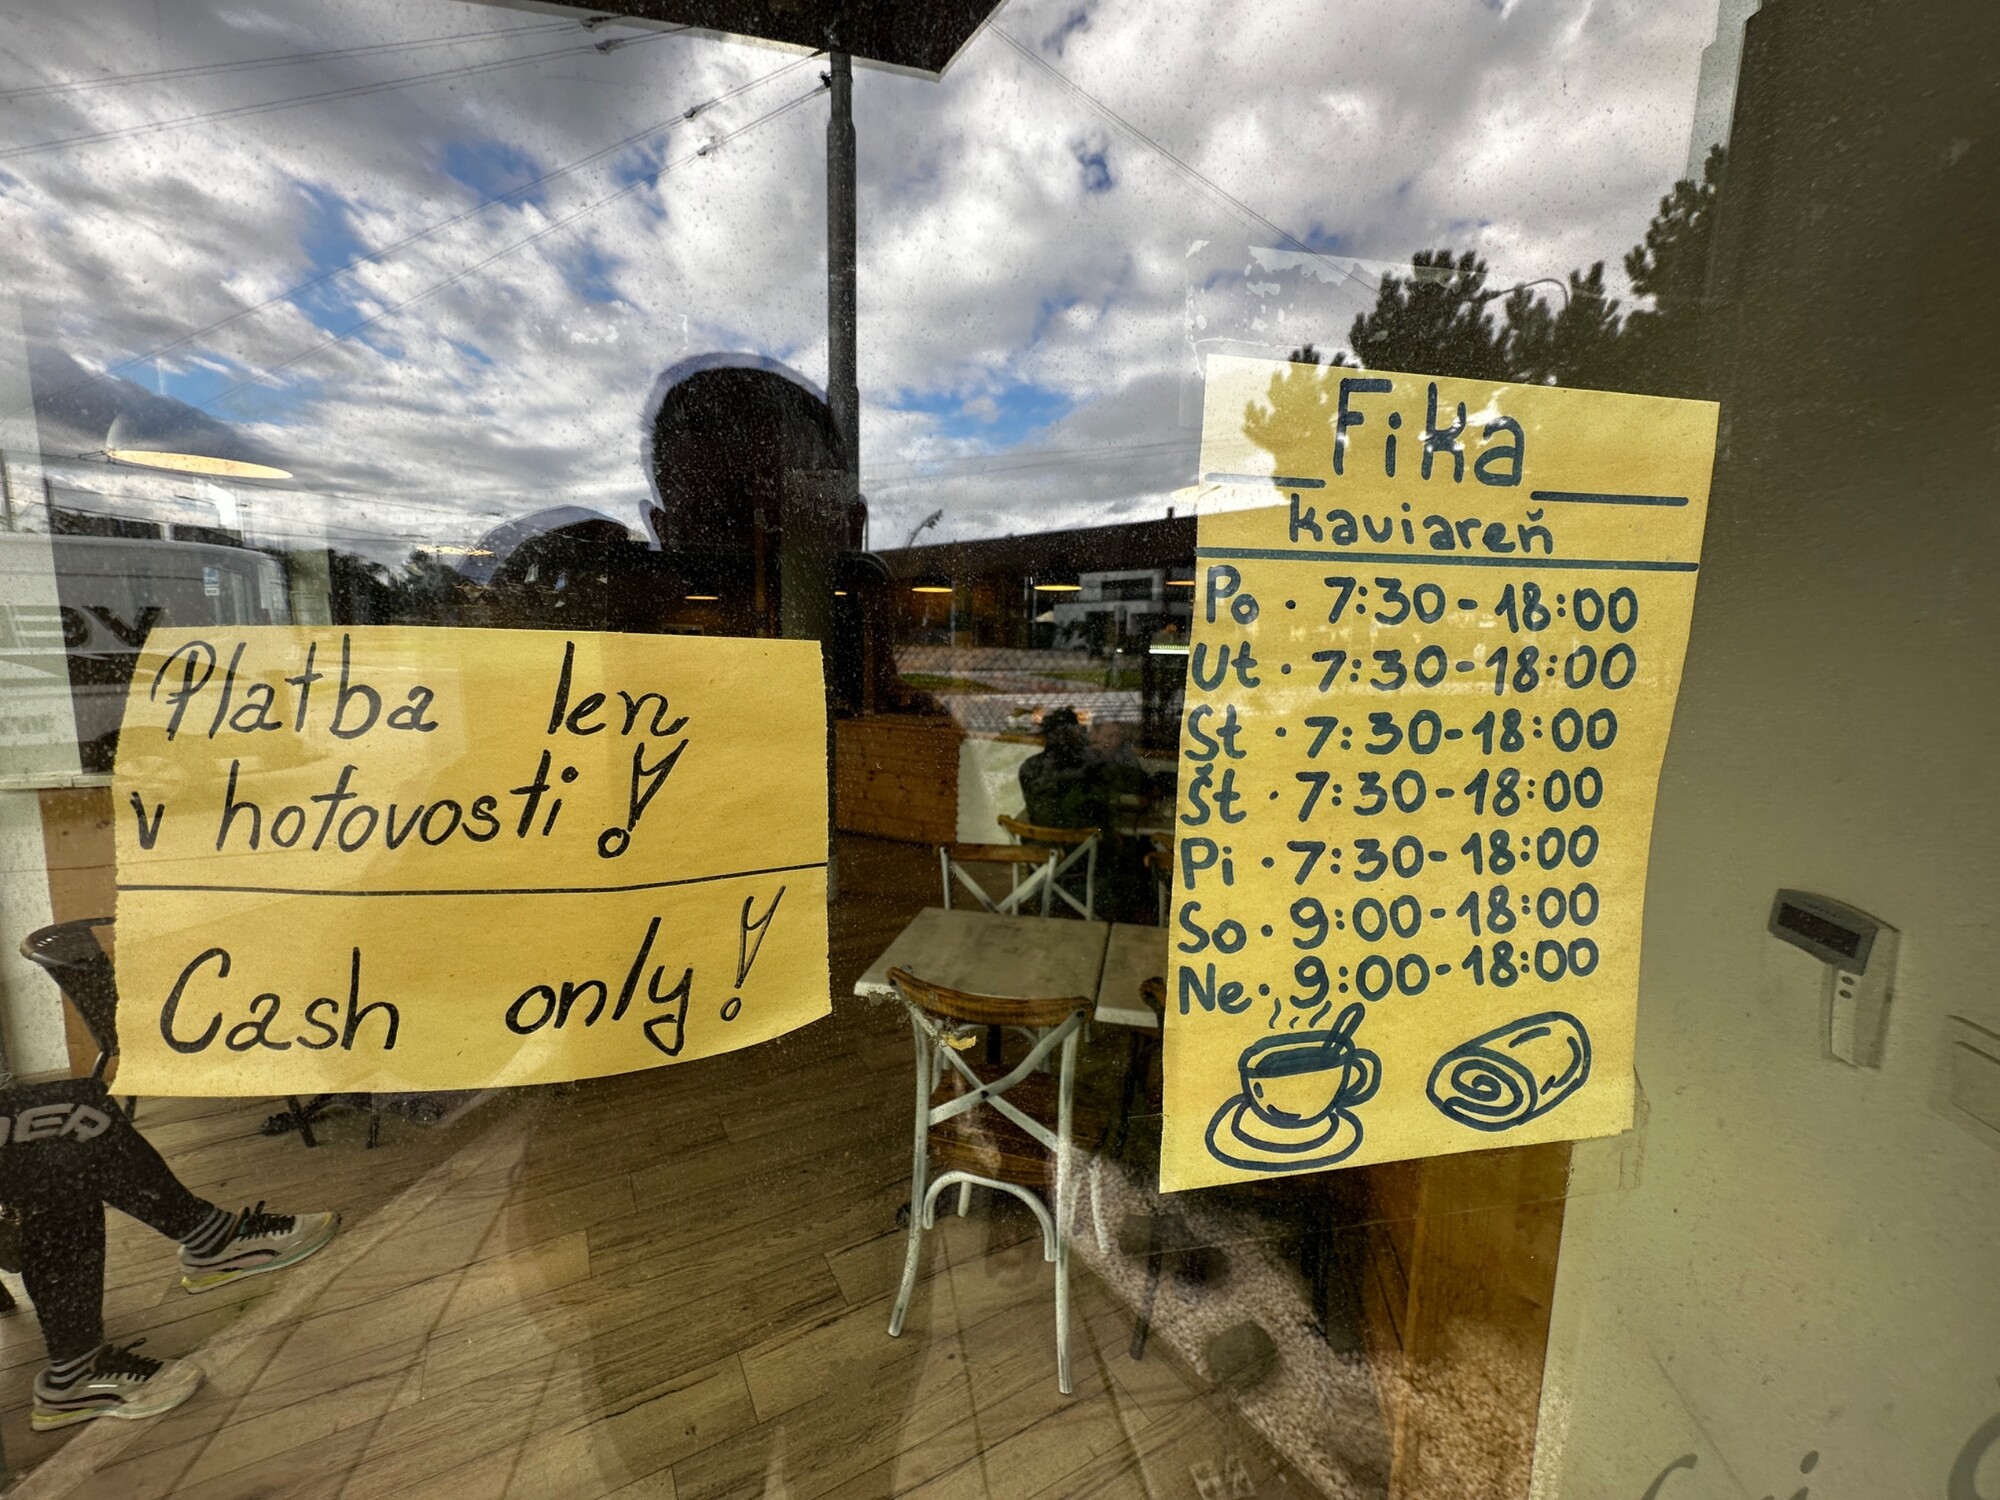 Platba len
v hotovosti!
Cash only!
Fika
kaviareň
Po · 7:30-18:00
Ut · 7:30-18:00
St · 7:30-18:00
Št · 7:30-18:00
Pi · 7:30-18:00
So · 9:00-18:00
Ne · 9:00-18:00